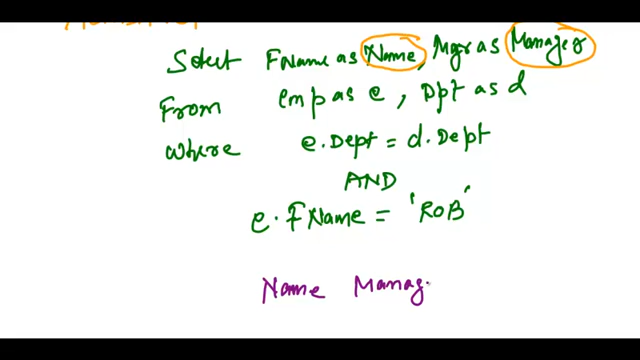 Select FName as Name, Mgr as Manager
From emp as e, Dpt as d
Where e.Dept = d.Dept
AND
e.FName = 'ROB'
Name Manag.